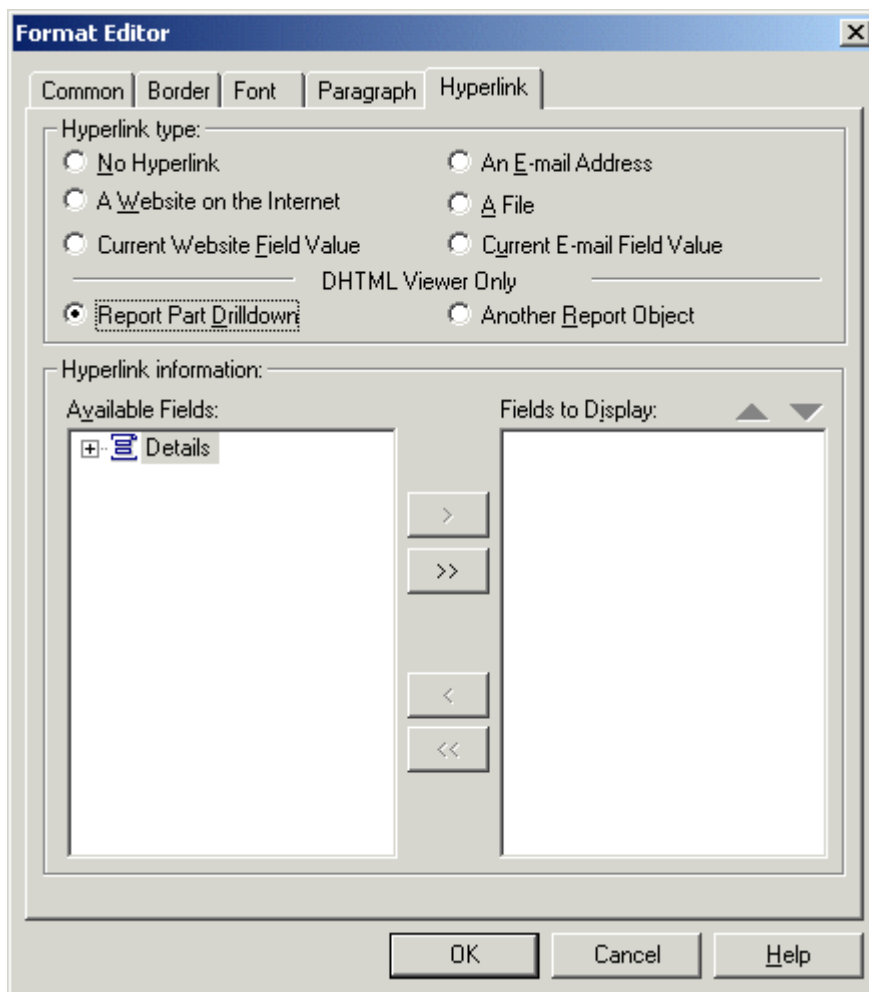 Format Editor
Common Border Font Paragraph Hyperlink
Hyperlink type:
No Hyperlink An E-mail Address
A Website on the Internet A File
Current Website Field Value Current E-mail Field Value
DHTML Viewer Only
Report Part Drilldown Another Report Object
Hyperlink information:
Available Fields: Fields to Display:
Details
>
>>
<
<<
OK Cancel Help